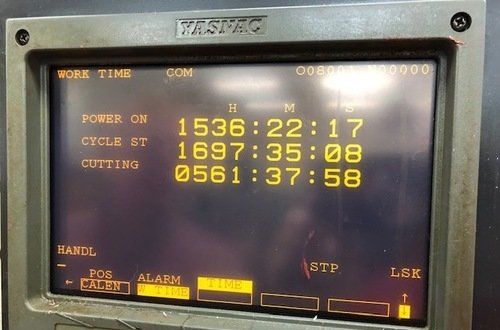 YASNAC
WORK TIME COM
H M S
POWER ON 1536:22:17
CYCLE ST 1697:35:08
CUTTING 0561:37:58
HANDL
STP LSK
POS ALARM TIME
CALEN W TIME